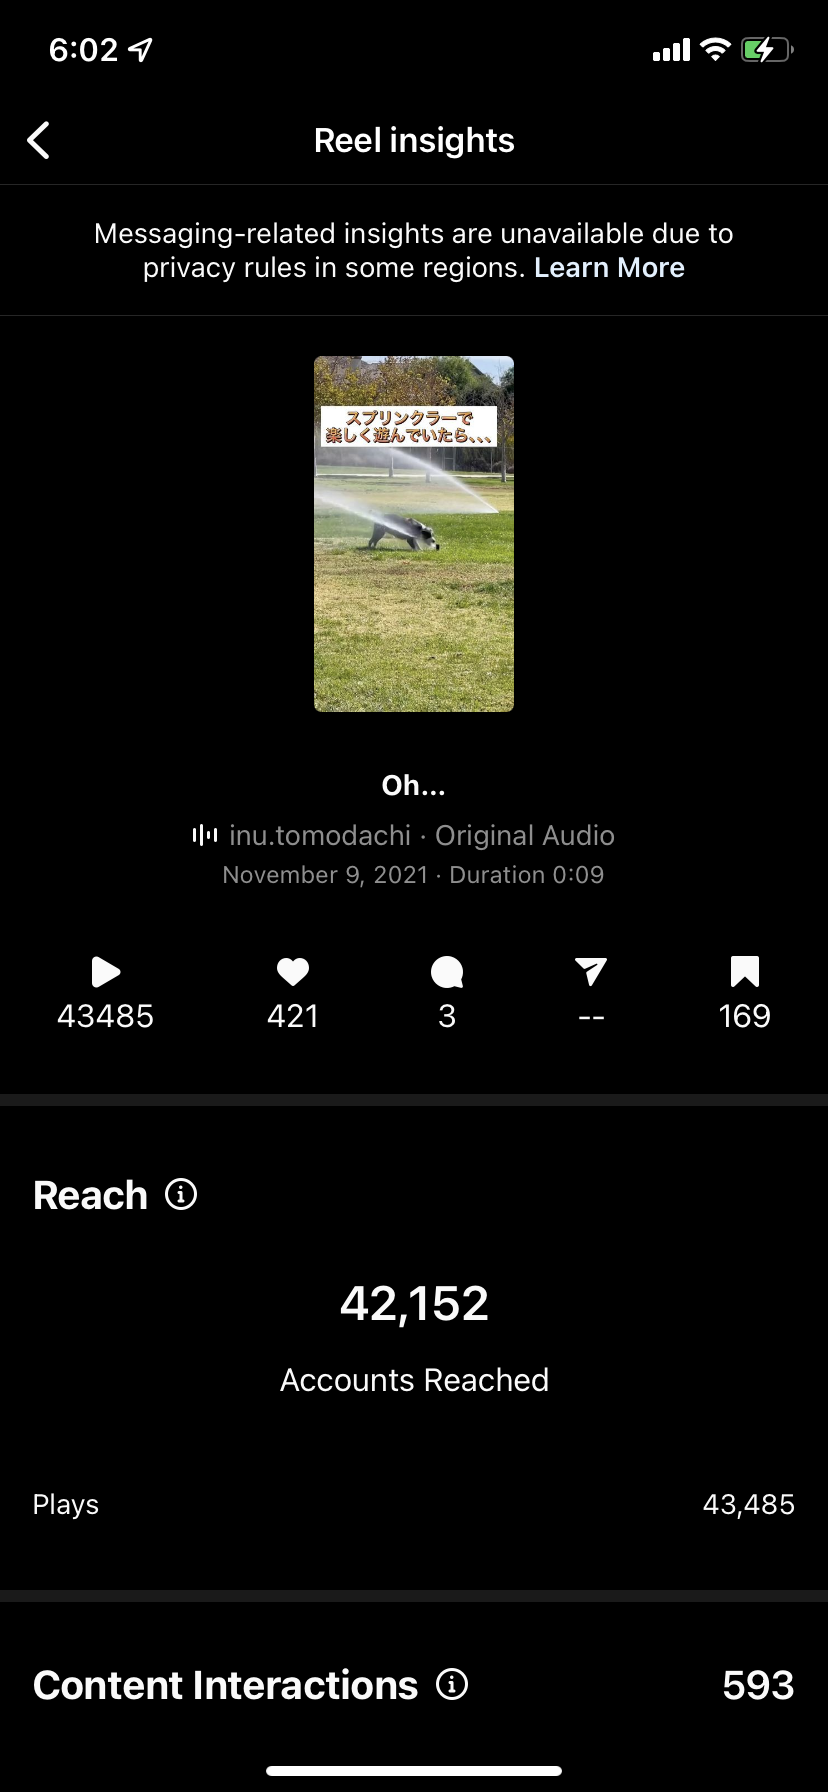 6:02
Reel insights
Messaging-related insights are unavailable due to
privacy rules in some regions. Learn More
スプリンクラーで
楽しく遊んでいたら、、、
Oh...
inu.tomodachi · Original Audio
November 9, 2021 · Duration 0:09
43485 421 3 -- 169
Reach
42,152
Accounts Reached
Plays 43,485
Content Interactions 593